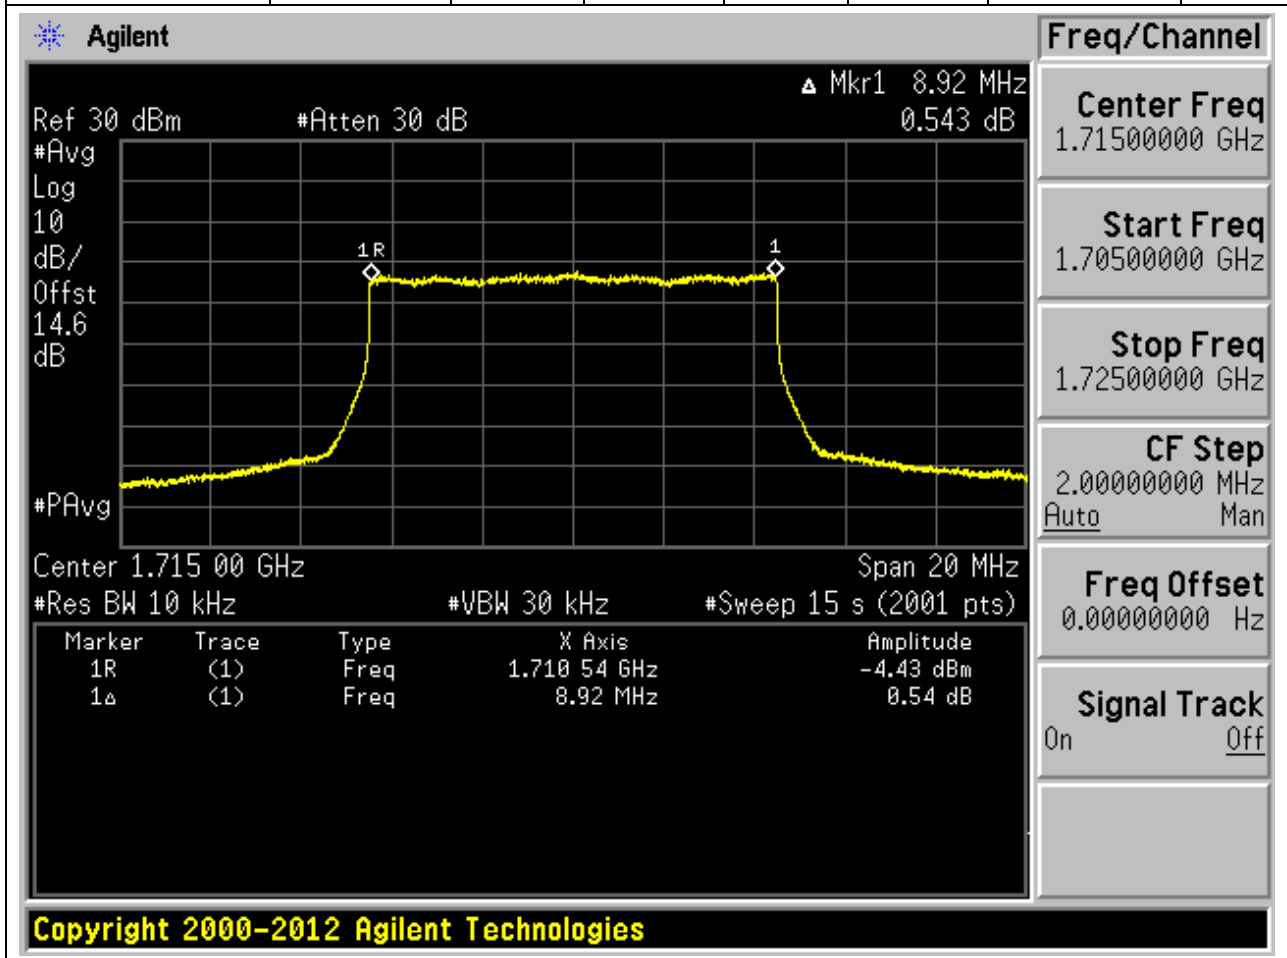 Agilent
Freq/Channel
Δ Mkr1 8.92 MHz
Ref 30 dBm #Atten 30 dB 0.543 dB
#Avg
Log
10
dB/
Offst
14.6
dB
1R
1
#PAvg
Center 1.715 00 GHz Span 20 MHz
#Res BW 10 kHz #VBW 30 kHz #Sweep 15 s (2001 pts)
Marker Trace Type X Axis Amplitude
1R (1) Freq 1.710 54 GHz -4.43 dBm
1Δ (1) Freq 8.92 MHz 0.54 dB
Center Freq
1.71500000 GHz
Start Freq
1.70500000 GHz
Stop Freq
1.72500000 GHz
CF Step
2.00000000 MHz
Auto Man
Freq Offset
0.00000000 Hz
Signal Track
On Off
Copyright 2000-2012 Agilent Technologies